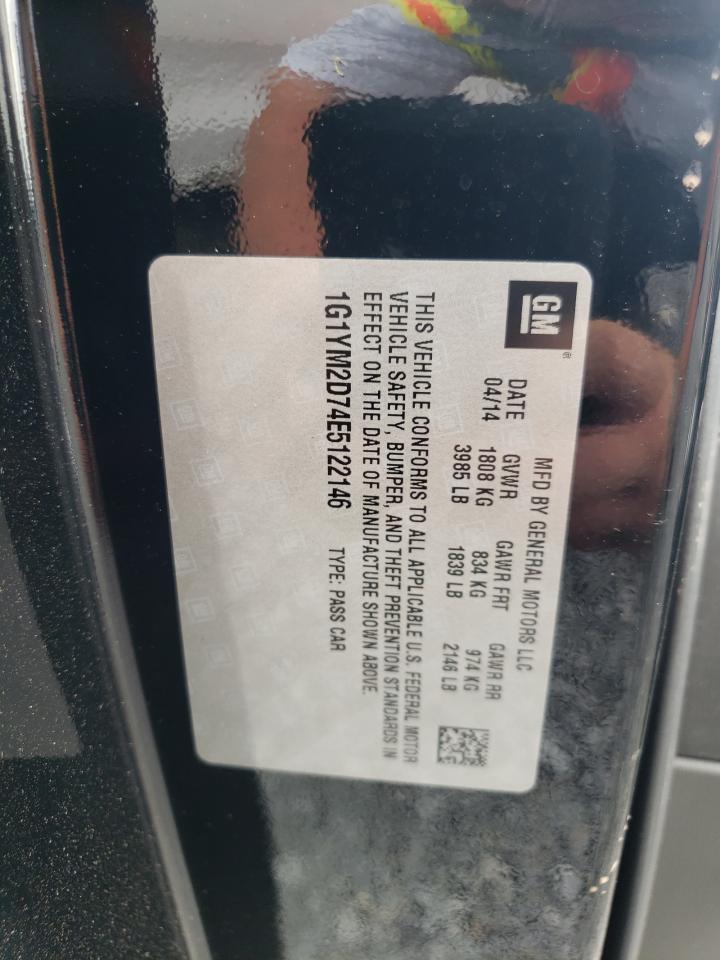 GM
MFD BY GENERAL MOTORS LLC
DATE GVWR GAWR FRT GAWR RR
04/14 1808 KG 834 KG 974 KG
3985 LB 1839 LB 2146 LB
THIS VEHICLE CONFORMS TO ALL APPLICABLE U.S. FEDERAL MOTOR
VEHICLE SAFETY, BUMPER, AND THEFT PREVENTION STANDARDS IN
EFFECT ON THE DATE OF MANUFACTURE SHOWN ABOVE.
1G1YM2D74E5122146 TYPE: PASS CAR